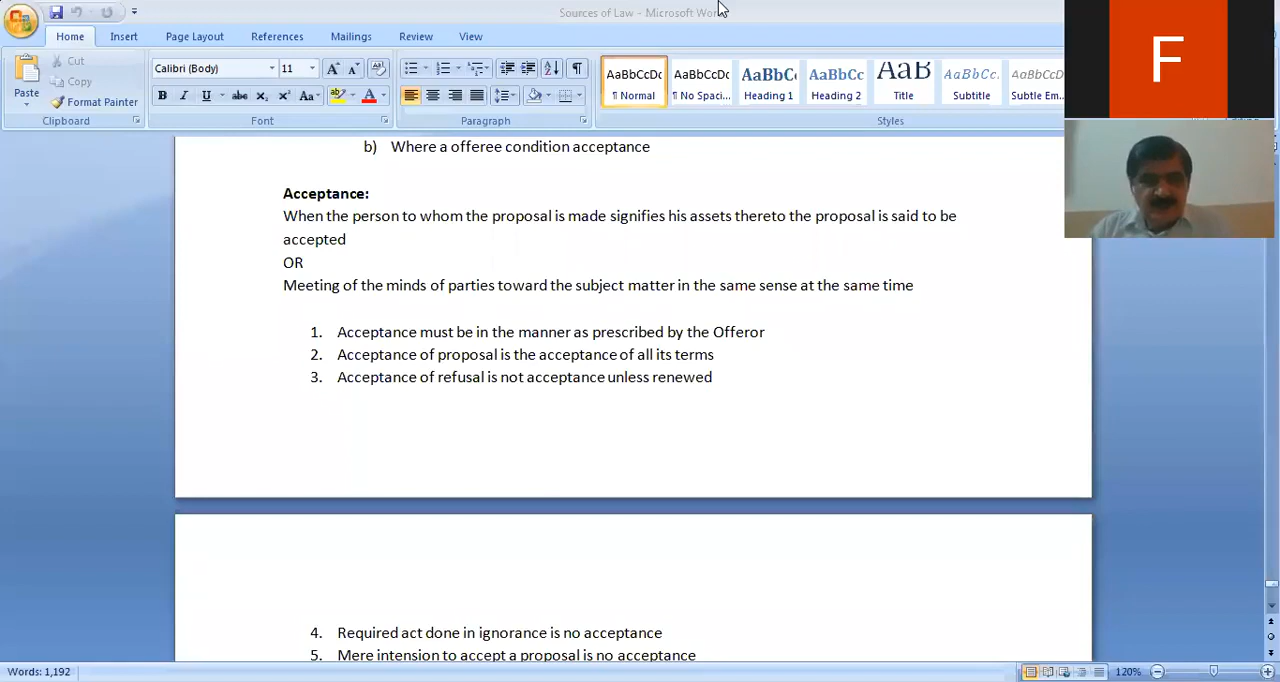 Sources of Law - Microsoft Wor
Home Insert Page Layout References Mailings Review View
Paste
Cut
Copy
Format Painter
Clipboard
Calibri (Body) 11
Font
Paragraph
AaBbCcDc AaBbCcDc AaBbC AaBbCc AaB AaBbCc. AaBbCcDc
¶ Normal ¶ No Spaci... Heading 1 Heading 2 Title Subtitle Subtle Em...
Styles
F
b) Where a offeree condition acceptance
Acceptance:
When the person to whom the proposal is made signifies his assets thereto the proposal is said to be
accepted
OR
Meeting of the minds of parties toward the subject matter in the same sense at the same time
1. Acceptance must be in the manner as prescribed by the Offeror
2. Acceptance of proposal is the acceptance of all its terms
3. Acceptance of refusal is not acceptance unless renewed
4. Required act done in ignorance is no acceptance
5. Mere intension to accept a proposal is no acceptance
Words: 1,192
120%